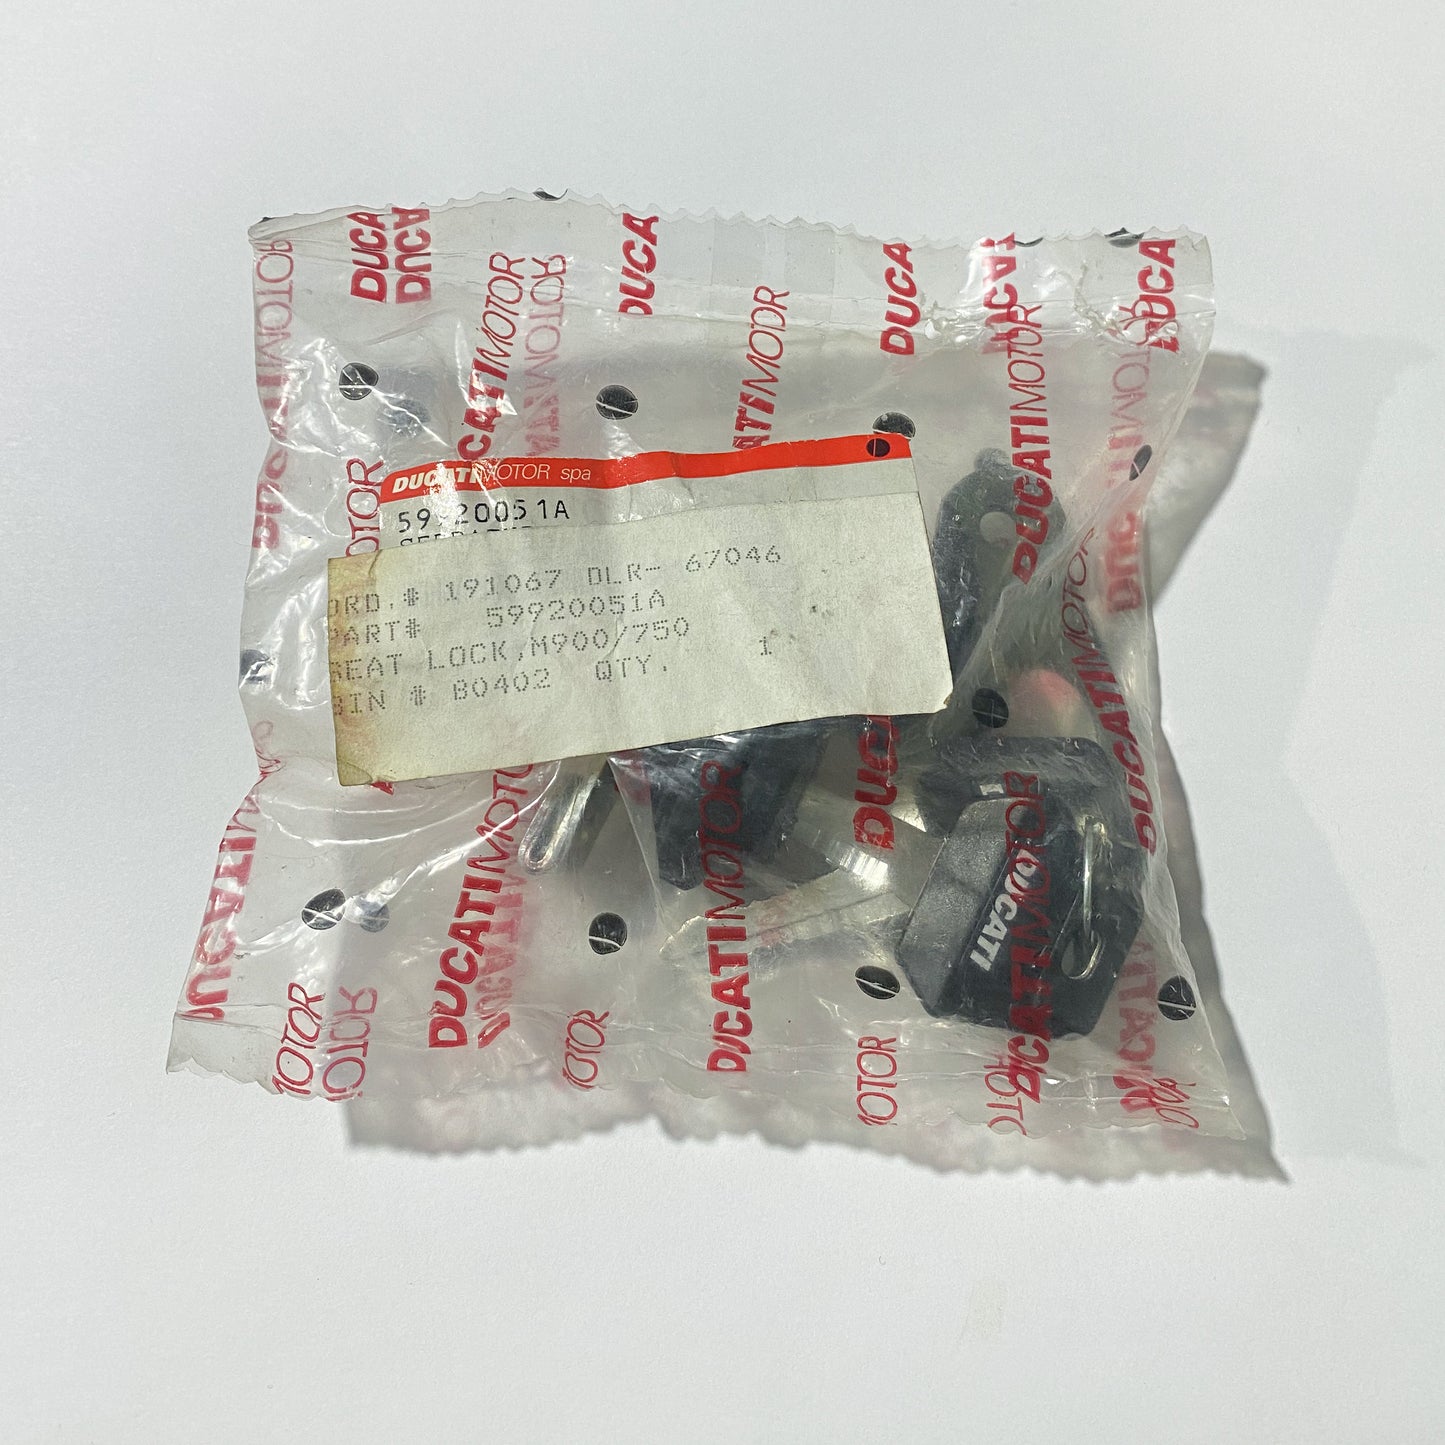 DUCATIMOTOR spa
59920051A
ORD.# 191067 DLR- 67046
PART# 59920051A
SEAT LOCK,M900/750
BIN # B0402 QTY. 1
DUCATI
DUCATIMOTOR
DUCATIMOTOR
DUCATIMOTOR
DUCATIMOTOR